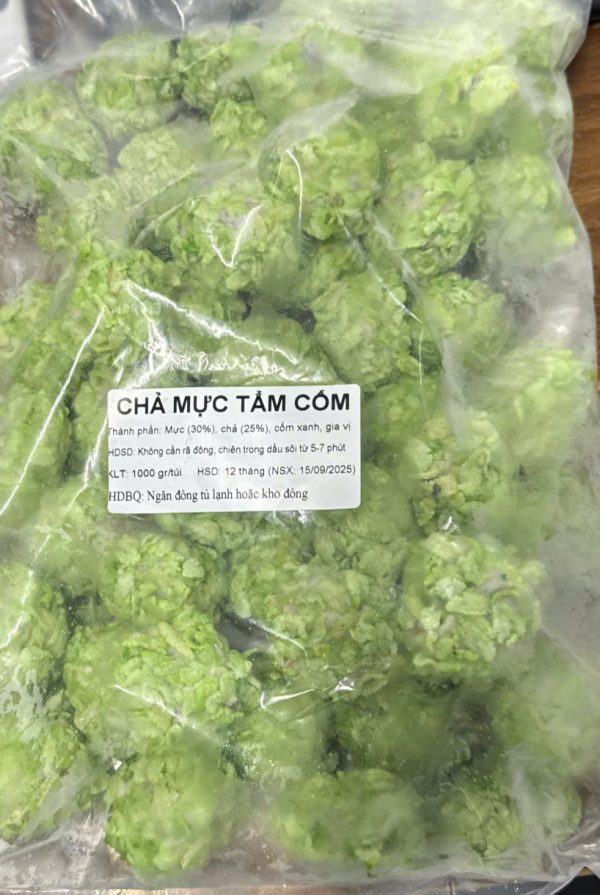 CHẢ MỰC TẨM CỐM
Thành phần: Mực (30%), chả (25%), cốm xanh, gia vị
HDSD: Không cần rã đông, chiên trong dầu sôi từ 5-7 phút
KLT: 1000 gr/túi HSD: 12 tháng (NSX: 15/09/2025)
HDBQ: Ngăn đông tủ lạnh hoặc kho đông